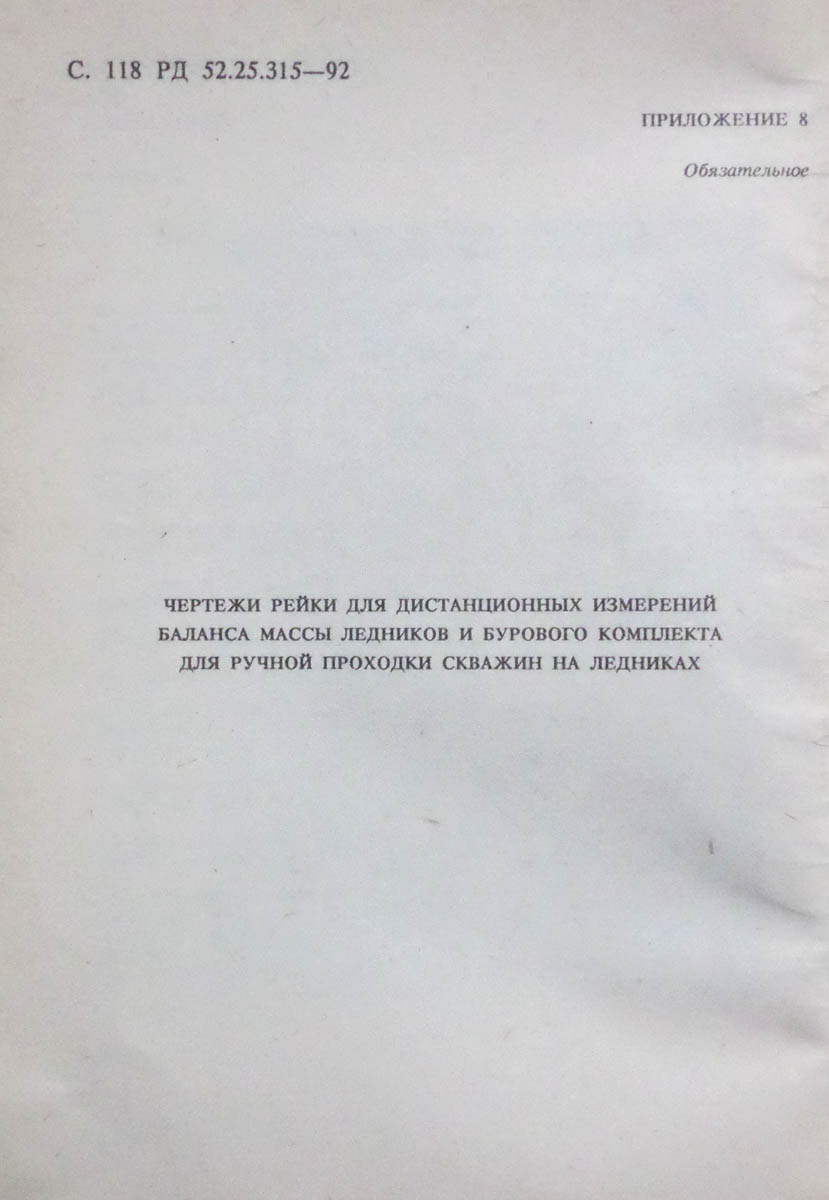 С. 118 РД 52.25.315—92
ПРИЛОЖЕНИЕ 8
Обязательное
ЧЕРТЕЖИ РЕЙКИ ДЛЯ ДИСТАНЦИОННЫХ ИЗМЕРЕНИЙ
БАЛАНСА МАССЫ ЛЕДНИКОВ И БУРОВОГО КОМПЛЕКТА
ДЛЯ РУЧНОЙ ПРОХОДКИ СКВАЖИН НА ЛЕДНИКАХ